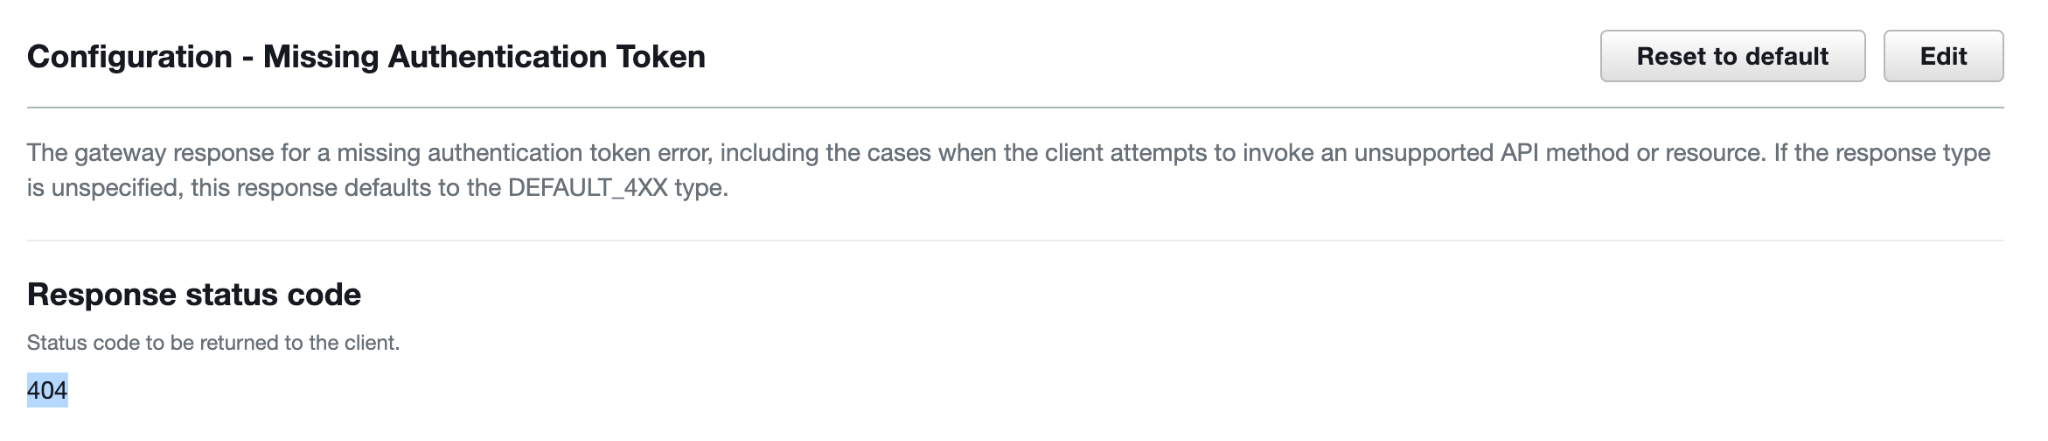 Configuration - Missing Authentication Token
Reset to default
Edit
The gateway response for a missing authentication token error, including the cases when the client attempts to invoke an unsupported API method or resource. If the response type
is unspecified, this response defaults to the DEFAULT_4XX type.
Response status code
Status code to be returned to the client.
404